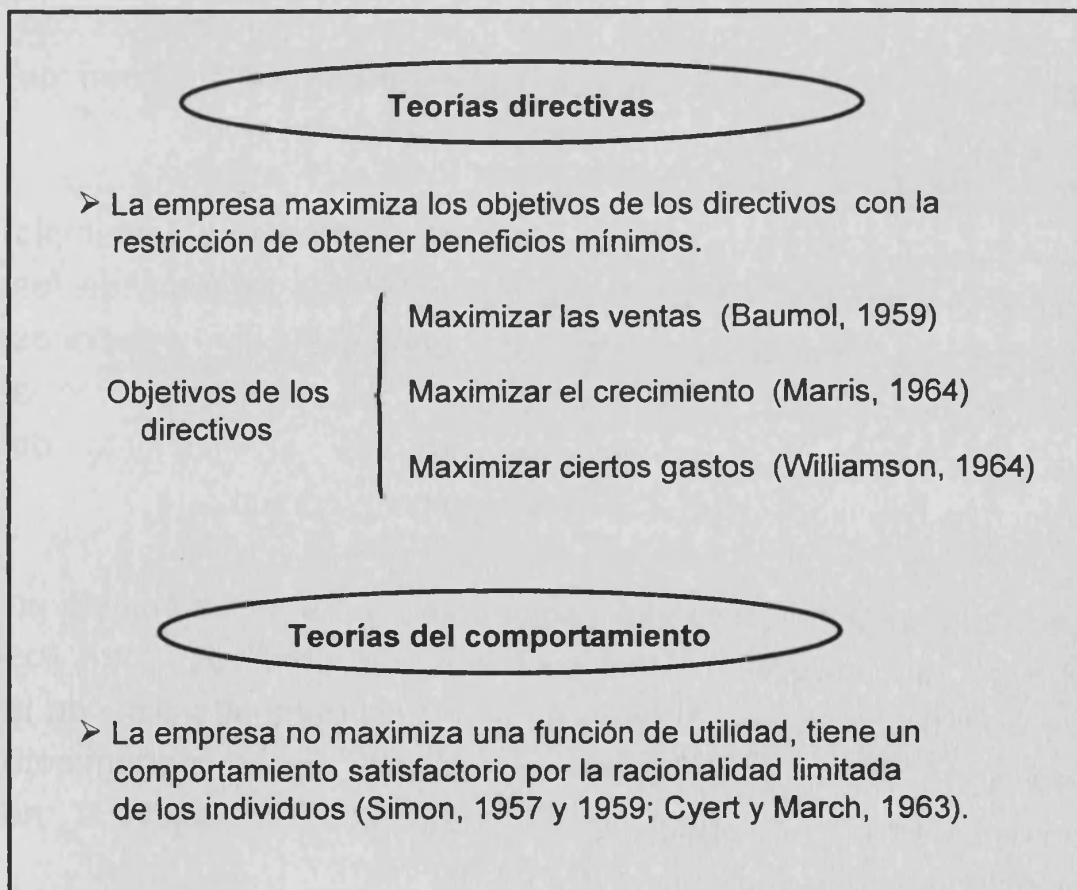 Teorías directivas
➢ La empresa maximiza los objetivos de los directivos con la
restricción de obtener beneficios mínimos.
Objetivos de los
directivos
Maximizar las ventas (Baumol, 1959)
Maximizar el crecimiento (Marris, 1964)
Maximizar ciertos gastos (Williamson, 1964)
Teorías del comportamiento
➢ La empresa no maximiza una función de utilidad, tiene un
comportamiento satisfactorio por la racionalidad limitada
de los individuos (Simon, 1957 y 1959; Cyert y March, 1963).